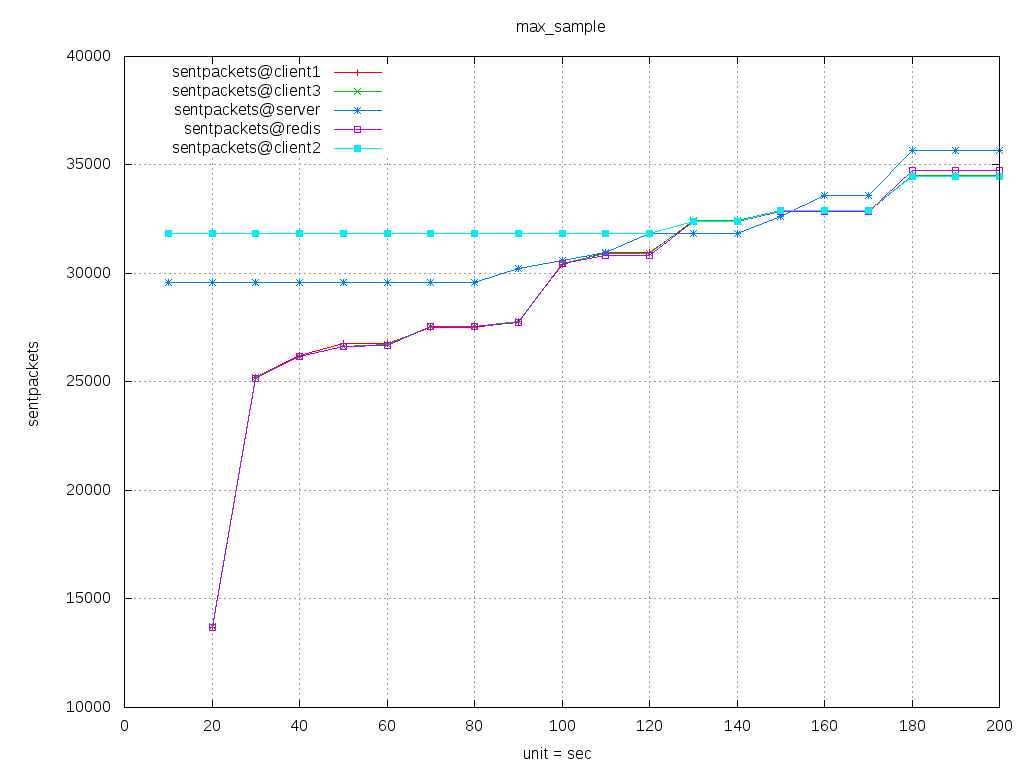 max_sample
40000
35000
30000
25000
20000
15000
10000
sentpackets
sentpackets@client1
sentpackets@client3
sentpackets@server
sentpackets@redis
sentpackets@client2
0 20 40 60 80 100 120 140 160 180 200
unit = sec